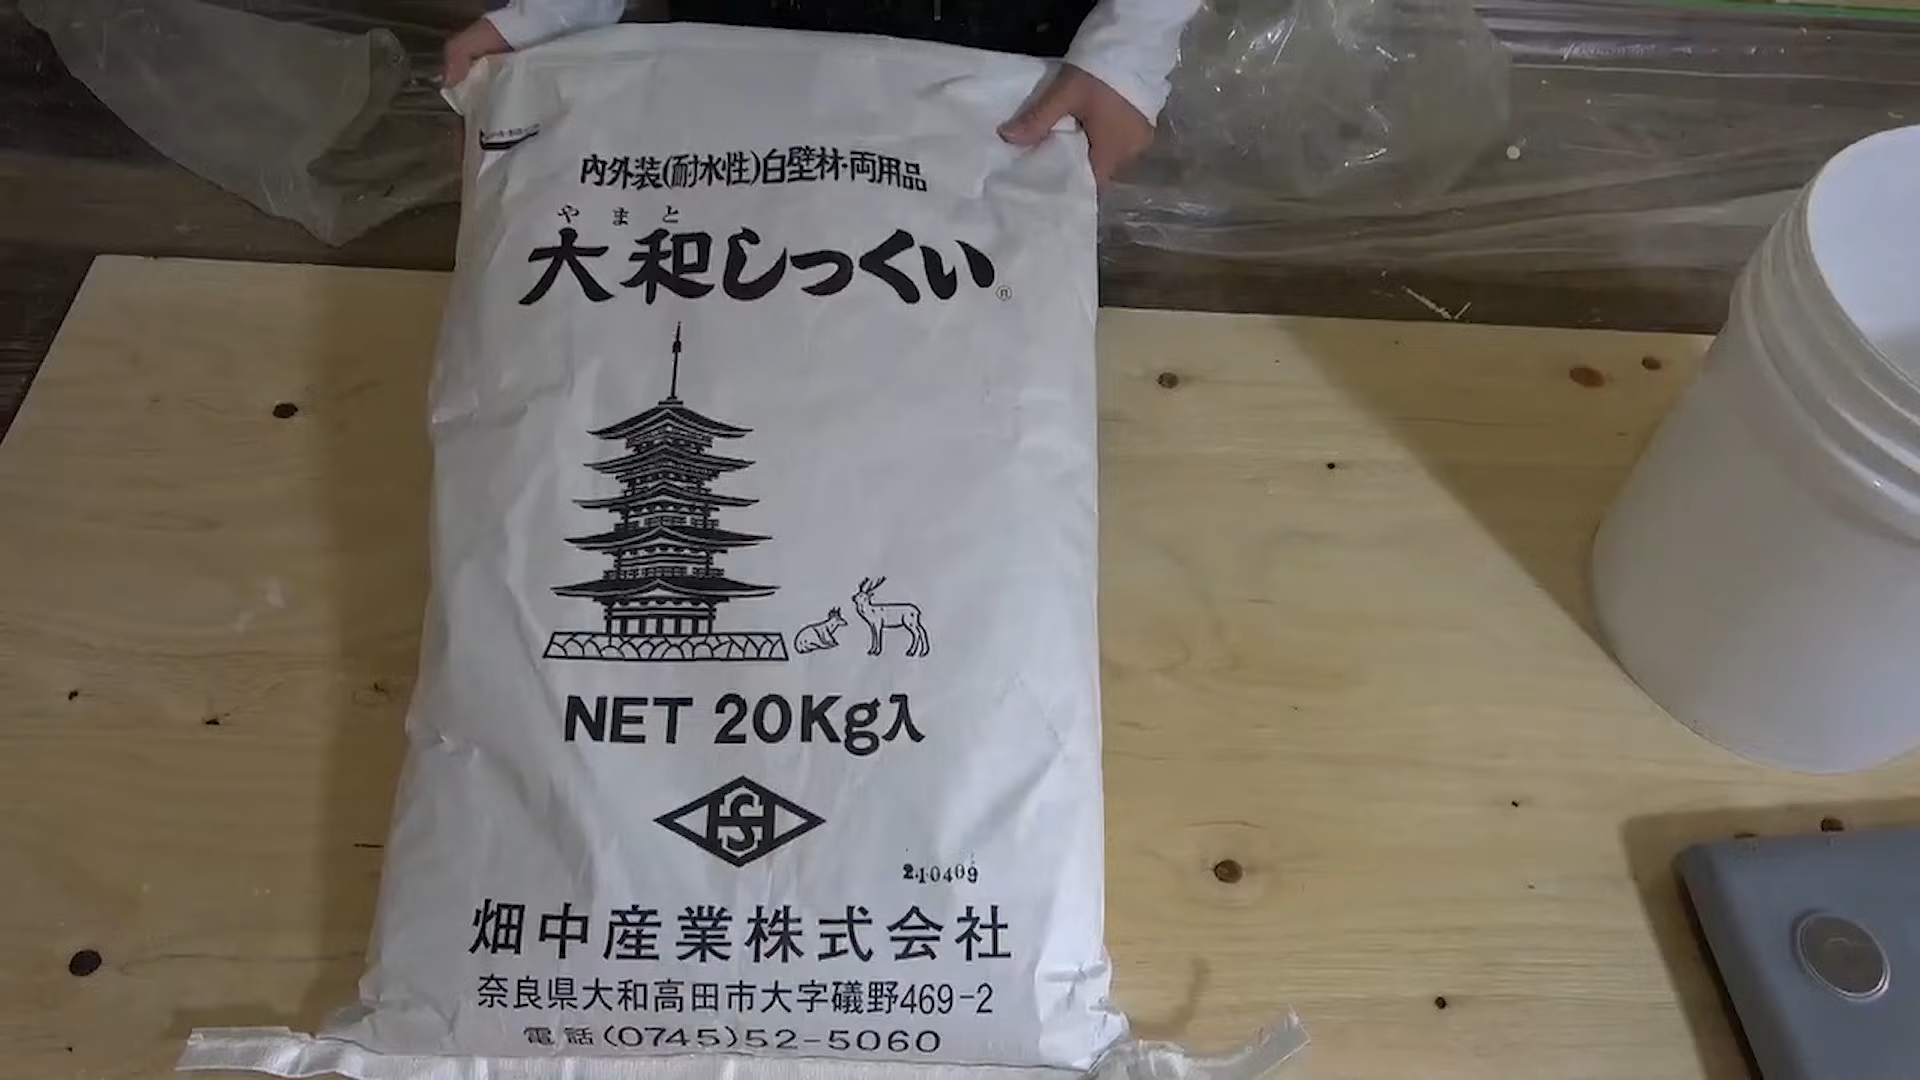 内外装(耐水性)白壁材・両用品
やまと
大和しっくい®
NET 20Kg入
HS
210409
畑中産業株式会社
奈良県大和高田市大字礒野469-2
電話(0745)52-5060